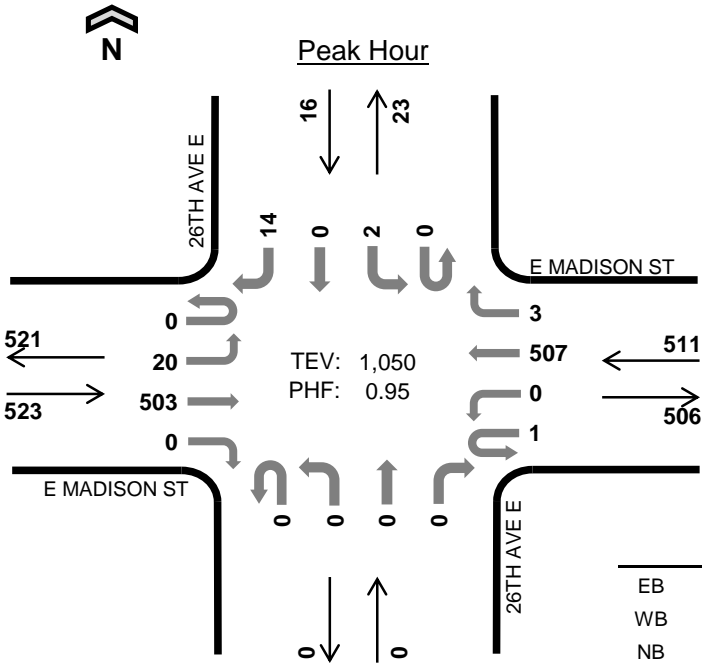 N
Peak Hour
16
23
26TH AVE E
14
0
2
0
E MADISON ST
0
3
521
20
TEV: 1,050
507
511
523
503
PHF: 0.95
0
506
0
1
E MADISON ST
0
0
0
0
26TH AVE E
0
0
EB
WB
NB